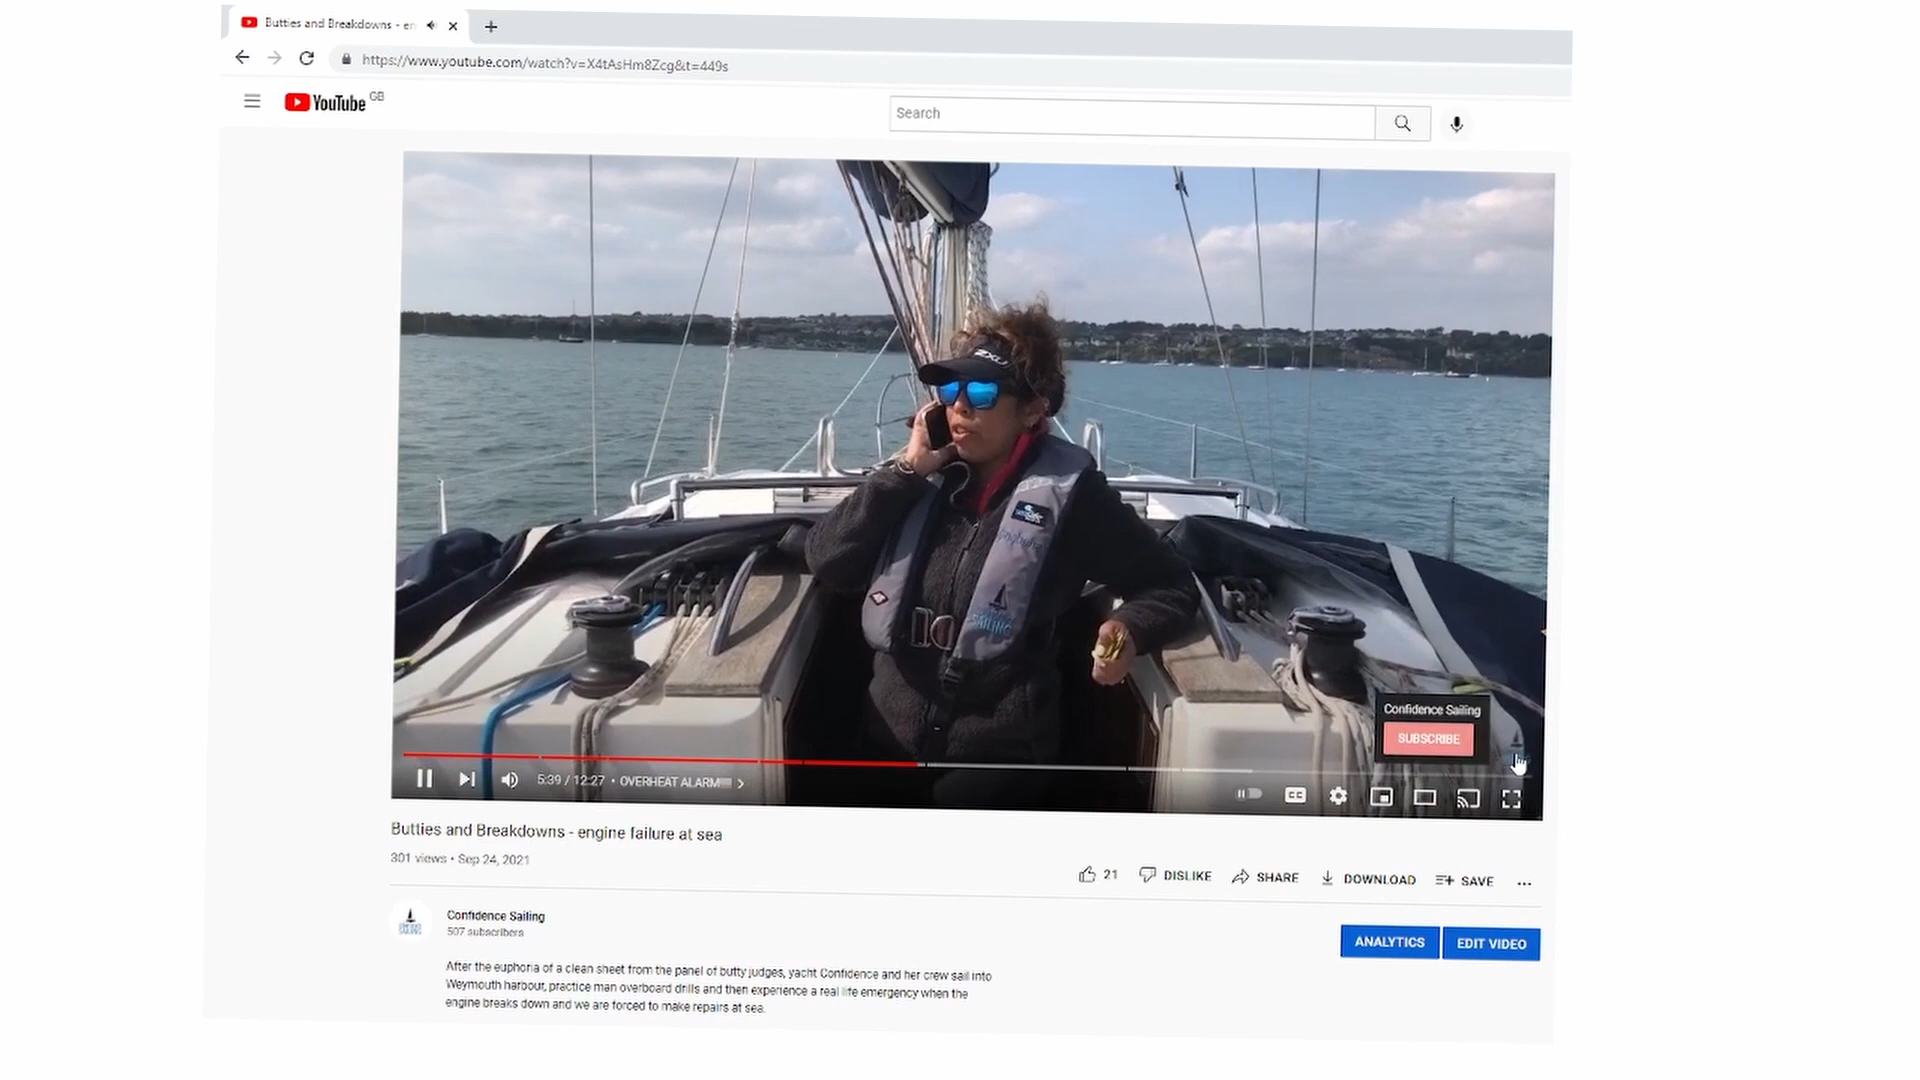 Butties and Breakdowns - en
https://www.youtube.com/watch?v=X4tAsHm8Zcg&t=449s
YouTube GB
Search
2XU
SAILING
Confidence Sailing
SUBSCRIBE
5:39 / 12:27 • OVERHEAT ALARM
CC
Butties and Breakdowns - engine failure at sea
301 views • Sep 24, 2021
21 DISLIKE SHARE DOWNLOAD SAVE ...
Confidence Sailing
507 subscribers
ANALYTICS EDIT VIDEO
After the euphoria of a clean sheet from the panel of butty judges, yacht Confidence and her crew sail into
Weymouth harbour, practice man overboard drills and then experience a real life emergency when the
engine breaks down and we are forced to make repairs at sea.